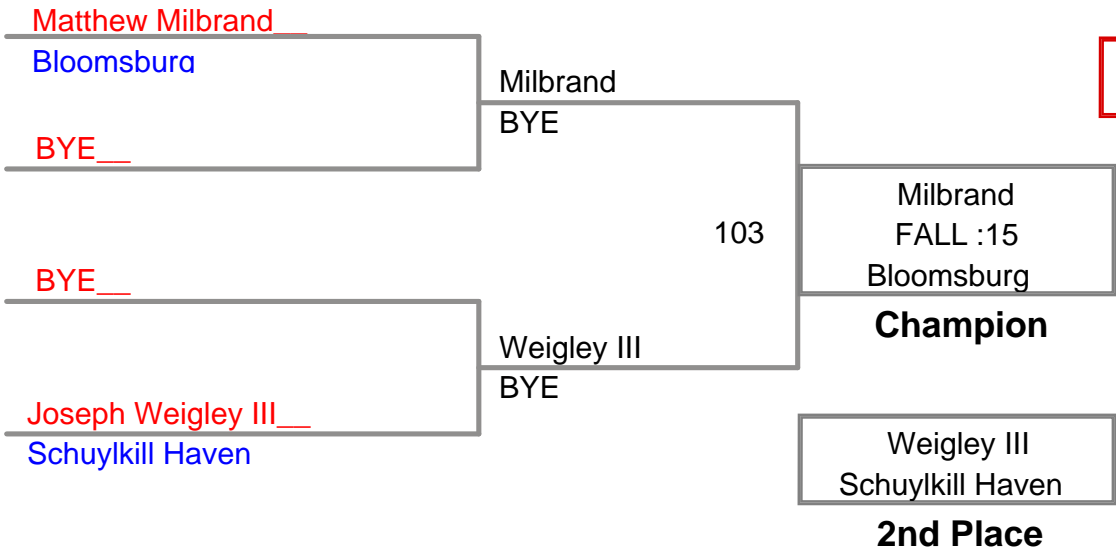 Matthew Milbrand__
Bloomsburg
BYE__
Milbrand
BYE
BYE__
Joseph Weigley III__
Schuylkill Haven
Weigley III
BYE
103
Milbrand
FALL :15
Bloomsburg
Champion
Weigley III
Schuylkill Haven
2nd Place